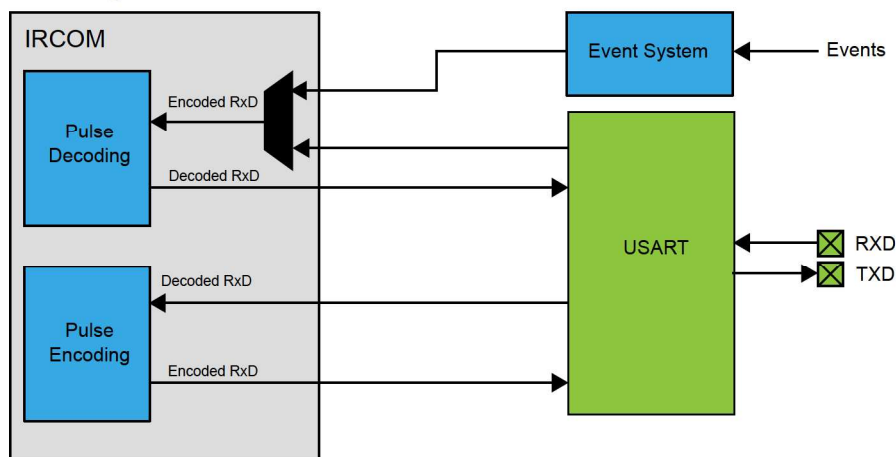 IRCOM
Event System
Events
Encoded RxD
Pulse
Decoding
Decoded RxD
USART
RXD
TXD
Decoded RxD
Pulse
Encoding
Encoded RxD